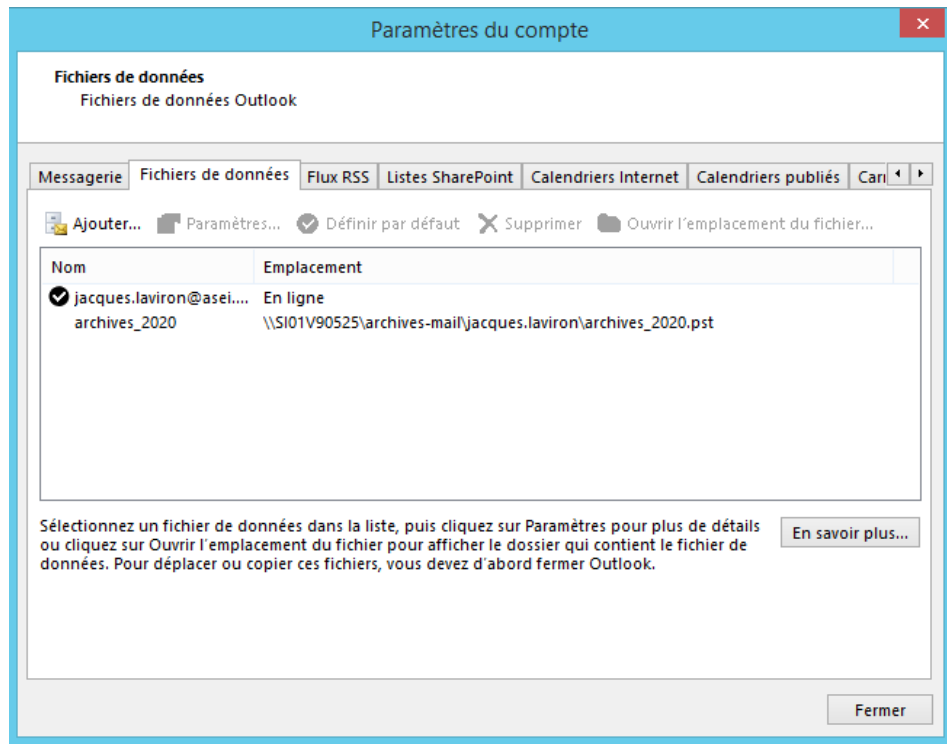 Paramètres du compte
Fichiers de données
Fichiers de données Outlook
Messagerie Fichiers de données Flux RSS Listes SharePoint Calendriers Internet Calendriers publiés
Ajouter... Paramètres... Définir par défaut Supprimer Ouvrir l'emplacement du fichier...
Nom Emplacement
jacques.laviron@asei.... En ligne
archives_2020 \\SI01V90525\archives-mail\jacques.laviron\archives_2020.pst
Sélectionnez un fichier de données dans la liste, puis cliquez sur Paramètres pour plus de détails
ou cliquez sur Ouvrir l'emplacement du fichier pour afficher le dossier qui contient le fichier de
données. Pour déplacer ou copier ces fichiers, vous devez d'abord fermer Outlook.
En savoir plus...
Fermer